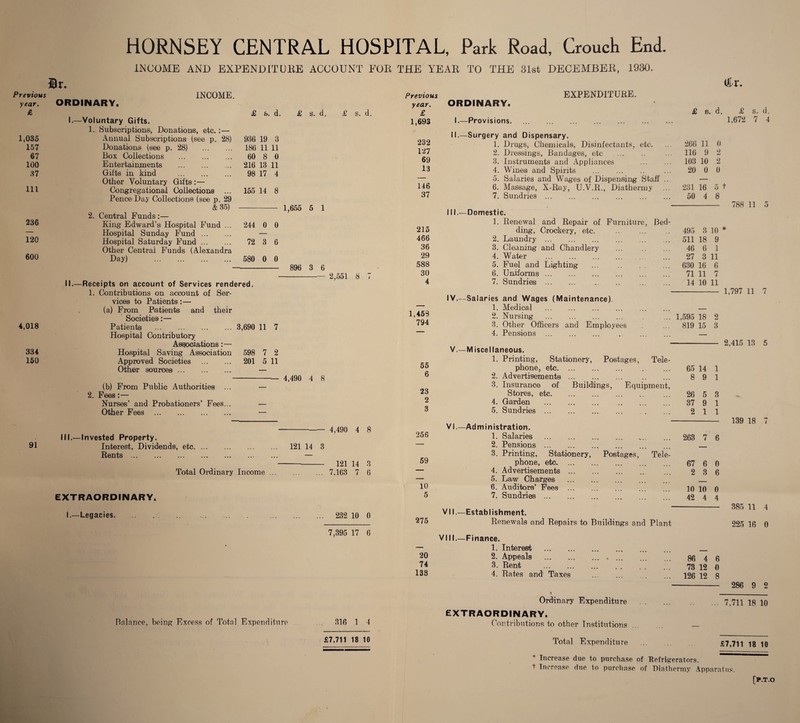 HORNSEY CENTRAL HOSPITAL, Park Road, Crouch End.
INCOME AND EXPENDITURE ACCOUNT FOR THE YEAR TO THE 31st DECEMBER, 1930.
Dr.
Previous year. INCOME.
£ ORDINARY. £ s. d. £ s. d. £ s. d.
I.—Voluntary Gifts.
1. Subscriptions, Donations, etc.:—
1,035 Annual Subscriptions (see p. 28) 936 19 3
157 Donations (see p. 28) ... ... 186 11 11
67 Box Collections ... ... ... 60 8 0
100 Entertainments ... ... ... 216 13 11
37 Gifts in kind ... ... ... 98 17 4
Other Voluntary Gifts:—
111 Congregational Collections ... 155 14 8
Pence Day Collections (see p. 29
& 35) 1,655 5 1
2. Central Funds:—
236 King Edward's Hospital Fund ... 244 0 0
— Hospital Sunday Fund ... ... —
120 Hospital Saturday Fund ... ... 72 3 6
Other Central Funds (Alexandra
600 Day) ... ... ... ... 580 0 0
896 3 6
2,551 8 7
II.—Receipts on account of Services rendered.
1. Contributions on account of Services to Patients:—
(a) From Patients and their
Societies:—
4,018 Patients ... ... ... ... 3,690 11 7
Hospital Contributory
Associations:—
334 Hospital Saving Association 598 7 2
150 Approved Societies ... ... 201 5 11
Other sources ... ... ... —
4,490 4 8
(b) From Public Authorities ... —
2. Fees:—
Nurses' and Probationers' Fees... —
Other Fees ... ... ... ... —
4,490 4 8
III.—Invested Property.
91 Interest, Dividends, etc. ... ... ... ... 121 14 3
Rents ... ... ... ... ... ... ... —
121 14 3
Total Ordinary Income ... ... 7,163 7 6
EXTRAORDINARY.
I.—Legacies. ... ... ... ... ... ... 232 10 0
7,395 17 6
Balance, being Excess of Total Expenditure ... 316 1 4
£7,711 18 10
Cr.
Previous year. EXPENDITURE.
£ ORDINARY. £ s. d. £ s. d.
1,693 I.—Provisions. ... ... ... ... ... ... ... 1,672 7 4
II.—Surgery and Dispensary.
232 1. Drugs, Chemicals, Disinfectants, etc. ... 266 11 0
127 2. Dressings, Bandages, etc ... ... ... 116 9 2
69 3. Instruments and Appliances ... ... 103 10 2
13 4. Wines and Spirits ... ... ... ... 20 0 0
— 5. Salaries and Wages of Dispensing Staff ... —
146 6. Massage, X-Ray, U.V.R., Diathermy ... 231 16 5 †
37 7. Sundries ... ... ... ... ... ... 50 4 8
788 11 5
III.—Domestic.
1. Renewal and Repair of Furniture, Bed-
215 ding, Crockery, etc. ... ... ... 495 3 10 *
466 2. Laundry ... ... ... ... ... ... 511 18 9
36 3. Cleaning and Chandlery ... ... ... 46 6 1
29 4. Water ... ... ... ... ... ... 27 3 11
588 5. Fuel and Lighting ... ... ... ... 630 16 6
30 6. Uniforms ... ... ... ... ... ... 71 11 7
4 7. Sundries ... ... ... ... ... ... 14 10 11
1,797 11 7
IV.—Salaries and Wages (Maintenance).
— 1. Medical ... ... ... ... ... ... —
1,458 2. Nursing ... ... ... ... ... ... 1,595 18 2
794 3. Other Officers and Employees ... ... 819 15 3
— 4. Pensions ... ... ... ... ... ... —
2,415 13 5
V.—Miscellaneous.
1. Printing, Stationery, Postages, Tele-
55 phone, etc. ... ... ... ... ... 65 14 1
6 2. Advertisements ... ... ... ... ... 8 9 1
3. Insurance of Buildings, Equipment,
23 Stores, etc. ... ... ... ... ... 26 5 3
2 4. Garden ... ... ... ... ... ... 37 9 1
3 5. Sundries ... ... ... ... ... ... 2 1 1
139 18 7
VI.—Administration.
256 1. Salaries ... ... ... ... ... ... 263 7 6
— 2. Pensions ... ... ... ... ... ... —
3. Printing, Stationery, Postages, Tele-
59 phone, etc. ... ... ... ... ... 67 6 0
— 4. Advertisements ... ... ... ... ... 2 3 6
— 5. Law Charges ... ... ... ... ... —
10 6. Auditors' Fees ... ... ... ... ... 10 10 0
5 7. Sundries ... ... ... ... ... ... 42 4 4
385 11 4
VII.—Establishment.
275 Renewals and Repairs to Buildings and Plant 225 16 0
VIII.—Finance.
— 1. Interest ... ... ... ... ... ... —
20 2. Appeals ... ... ... ... ... ... 86 4 6
74 3. Rent ... ... ... ... ... ... 73 12 0
138 4. Rates and Taxes ... ... ... ... 126 12 8
286 9 2
Ordinary Expenditure ... ... ... 7,711 18 10
EXTRAORDINARY.
Contributions to other Institutions ... —
Total Expenditure ... £7,711 18 10
* Increase due to purchase of Refrigerators.
† Increase due to purchase of Diathermy Apparatus.
[P.T.O